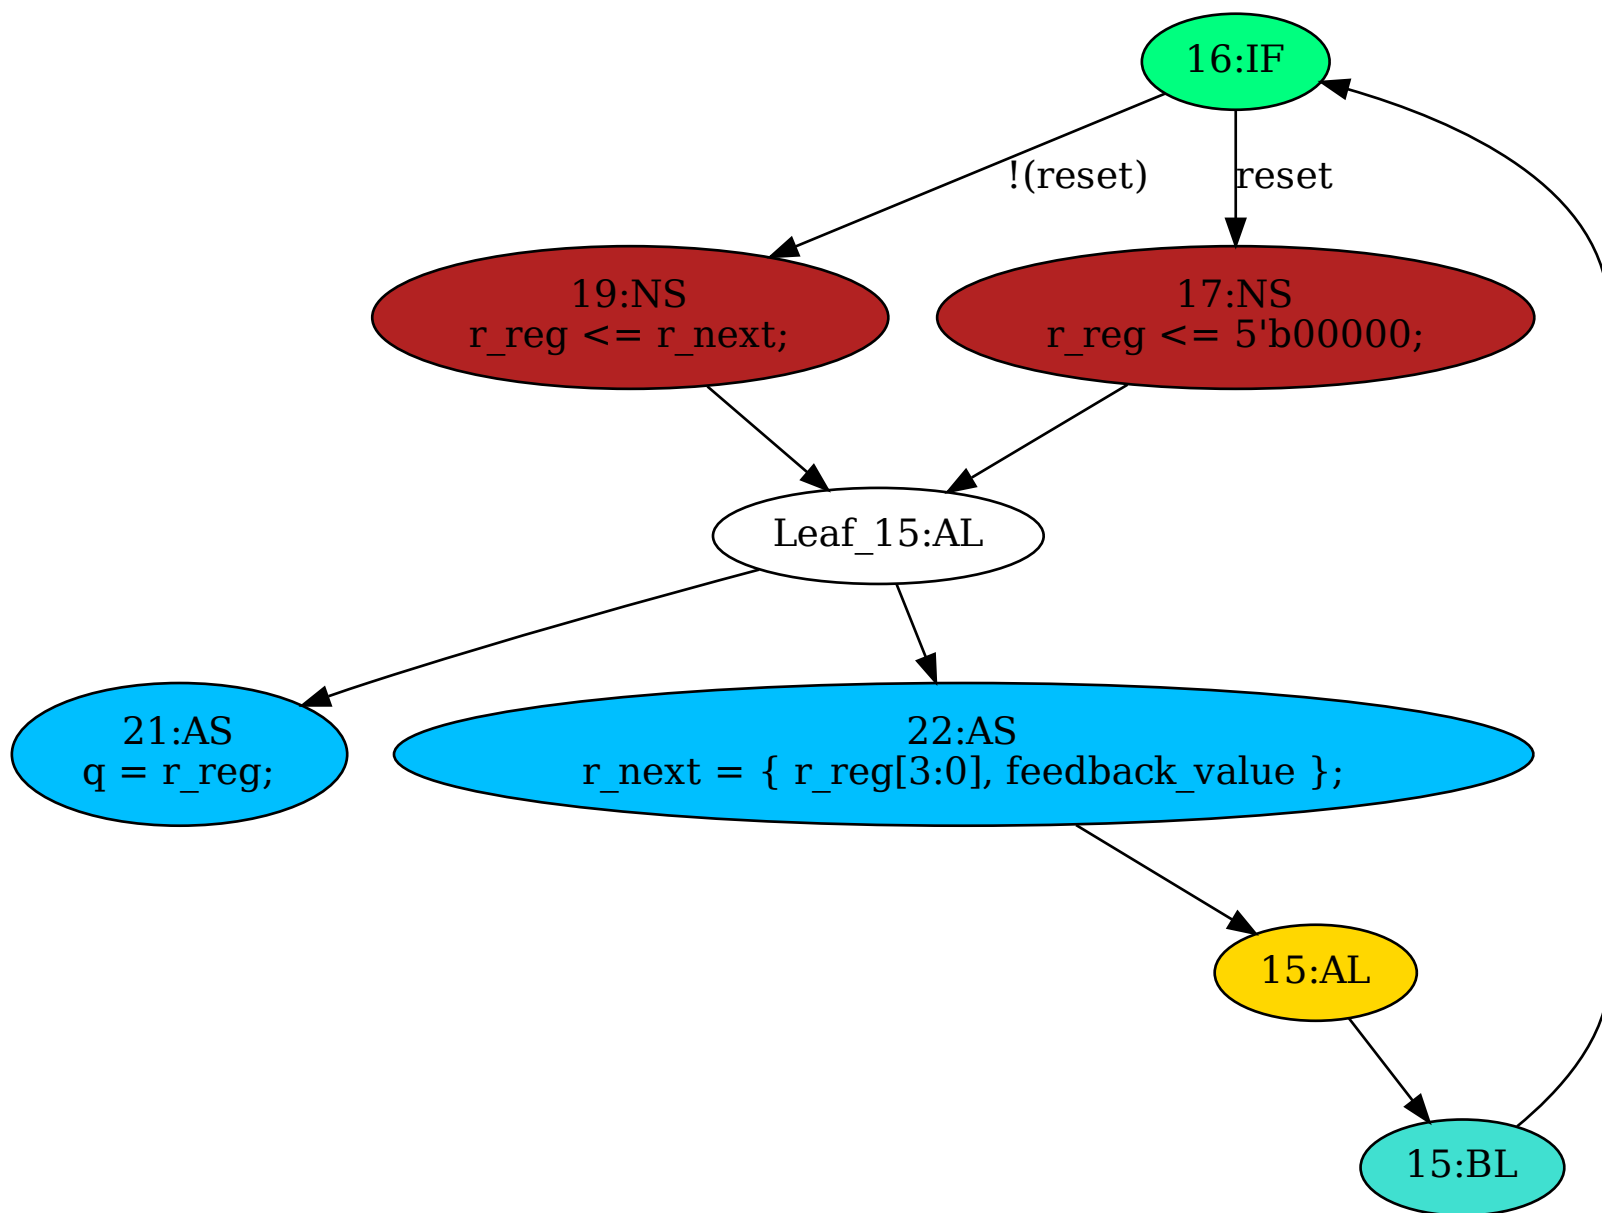 16:IF
!(reset)
reset
19:NS
r_reg <= r_next;
17:NS
r_reg <= 5'b00000;
Leaf_15:AL
21:AS
q = r_reg;
22:AS
r_next = { r_reg[3:0], feedback_value };
15:AL
15:BL